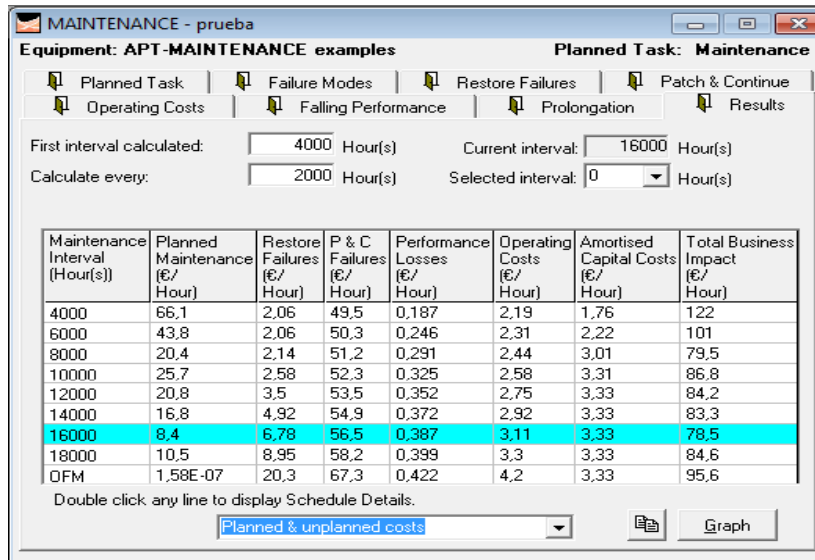 MAINTENANCE - prueba
Equipment: APT-MAINTENANCE examples Planned Task: Maintenance
Planned Task Failure Modes Restore Failures Patch & Continue
Operating Costs Falling Performance Prolongation Results
First interval calculated: 4000 Hour(s) Current interval: 16000 Hour(s)
Calculate every: 2000 Hour(s) Selected interval: 0 Hour(s)
Maintenance Planned Restore P & C Performance Operating Amortised Total Business
Interval Maintenance Failures Failures Losses Costs Capital Costs Impact
(Hour(s)) (€/ (€/ (€/ (€/ (€/ (€/ (€/
Hour) Hour) Hour) Hour) Hour) Hour) Hour)
4000 66,1 2,06 49,5 0,187 2,19 1,76 122
6000 43,8 2,06 50,3 0,246 2,31 2,22 101
8000 20,4 2,14 51,2 0,291 2,44 3,01 79,5
10000 25,7 2,58 52,3 0,325 2,58 3,31 86,8
12000 20,8 3,5 53,5 0,352 2,75 3,33 84,2
14000 16,8 4,92 54,9 0,372 2,92 3,33 83,3
16000 8,4 6,78 56,5 0,387 3,11 3,33 78,5
18000 10,5 8,95 58,2 0,399 3,3 3,33 84,6
OFM 1,58E-07 20,3 67,3 0,422 4,2 3,33 95,6
Double click any line to display Schedule Details.
Planned & unplanned costs Graph